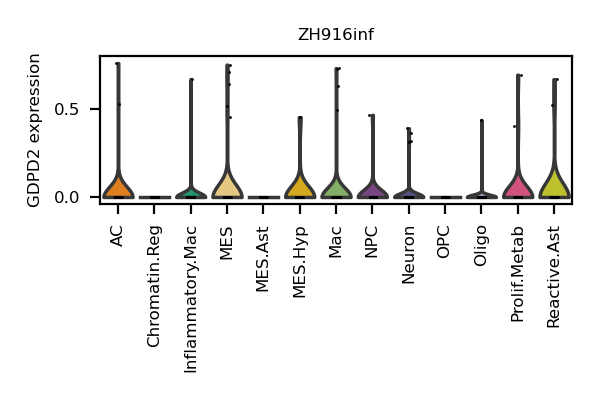 ZH916inf
GDPD2 expression
0.5
0.0
AC
Chromatin.Reg
Inflammatory.Mac
MES
MES.Ast
MES.Hyp
Mac
NPC
Neuron
OPC
Oligo
Prolif.Metab
Reactive.Ast